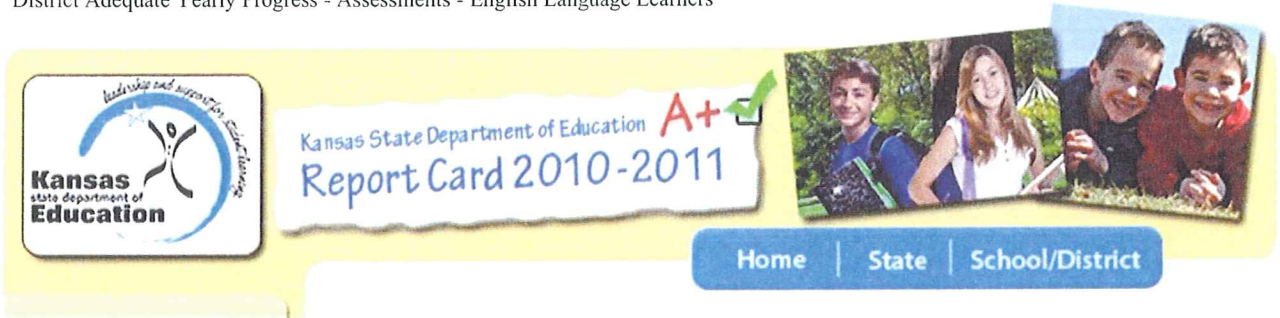 District Adequate Yearly Progress - Assessments - English Language Learners
leadership and support for student learning
Kansas
state department of
Education
Kansas State Department of Education A+
Report Card 2010-2011
Home | State | School/District